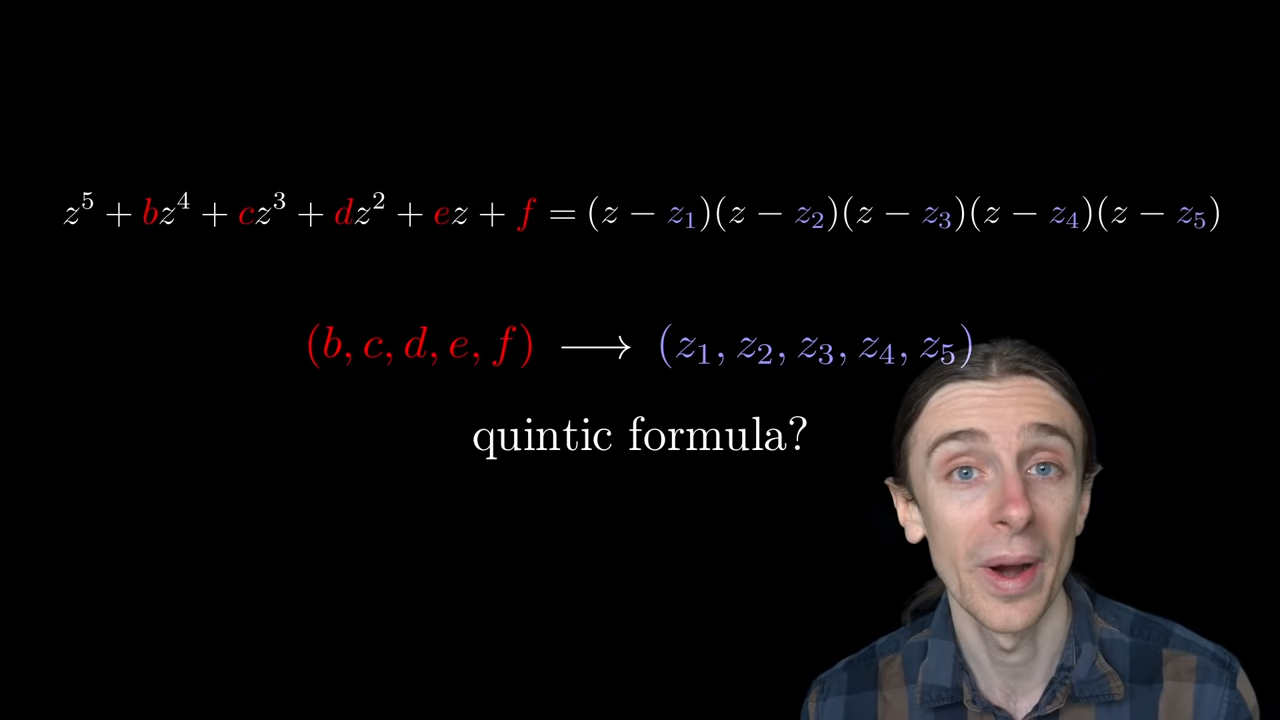 z⁵ + bz⁴ + cz³ + dz² + ez + f = (z − z₁)(z − z₂)(z − z₃)(z − z₄)(z − z₅)
(b, c, d, e, f) ⟶ (z₁, z₂, z₃, z₄, z₅)
quintic formula?